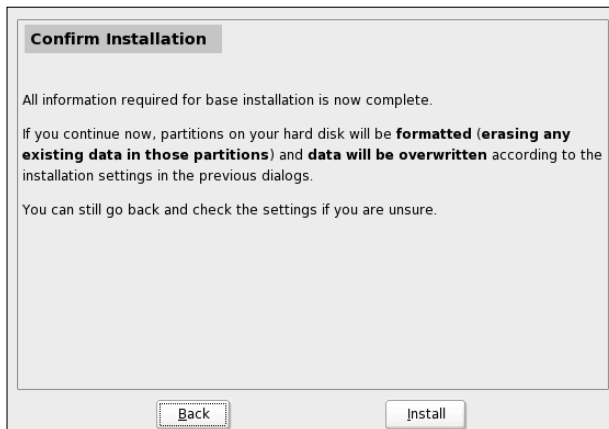 Confirm Installation
All information required for base installation is now complete.
If you continue now, partitions on your hard disk will be formatted (erasing any
existing data in those partitions) and data will be overwritten according to the
installation settings in the previous dialogs.
You can still go back and check the settings if you are unsure.
Back
Install